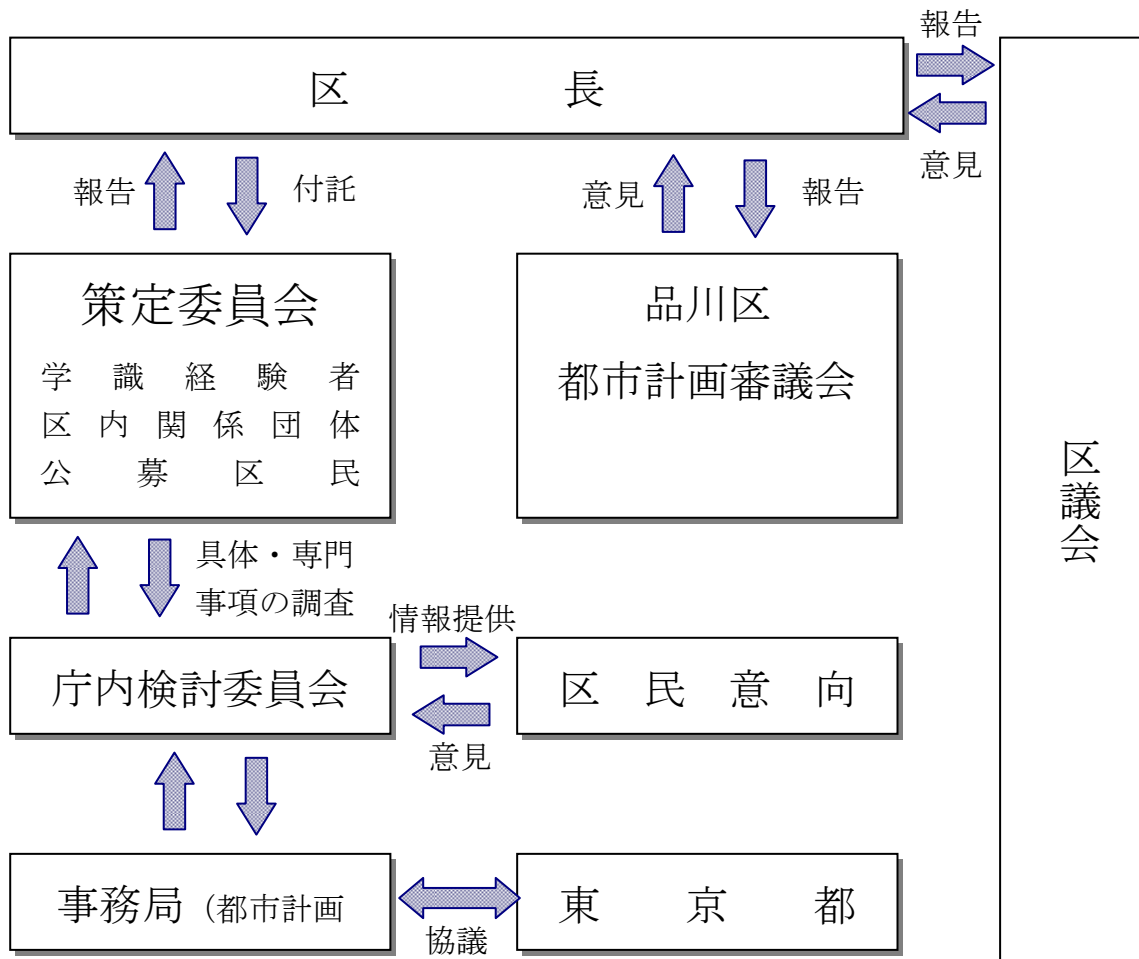 報告
区長
意見
報告
付託
意見
報告
策定委員会
学識経験者
区内関係団体
公募区民
品川区
都市計画審議会
区議会
具体・専門
事項の調査
情報提供
庁内検討委員会
区民意向
意見
事務局（都市計画
東京都
協議